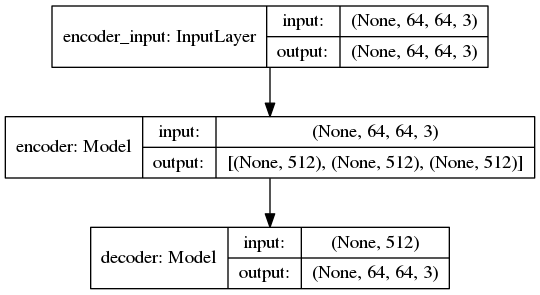 encoder_input: InputLayer
input: (None, 64, 64, 3)
output: (None, 64, 64, 3)
encoder: Model
input: (None, 64, 64, 3)
output: [(None, 512), (None, 512), (None, 512)]
decoder: Model
input: (None, 512)
output: (None, 64, 64, 3)